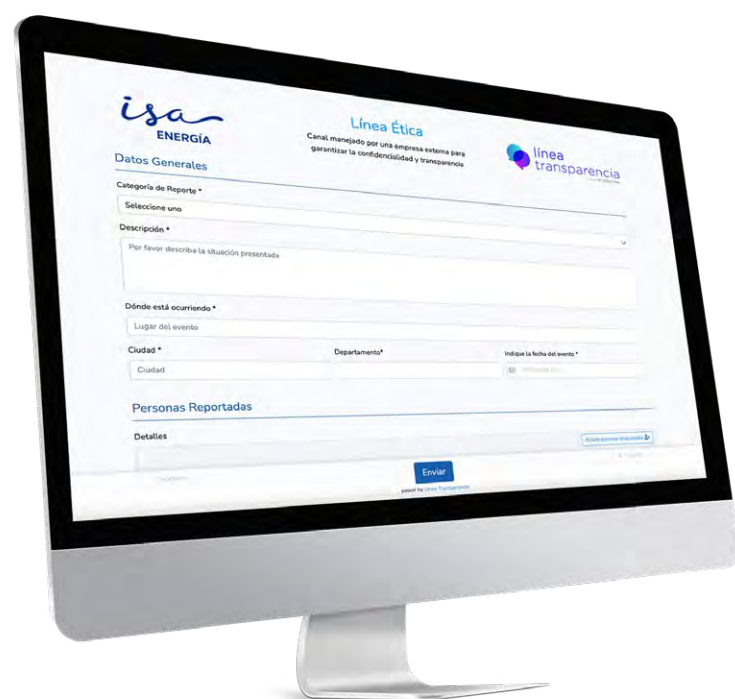 isa
ENERGÍA
Línea Ética
Canal manejado por una empresa externa para
garantizar la confidencialidad y transparencia
línea
transparencia
Datos Generales
Categoría de Reporte *
Seleccione uno
Descripción *
Por favor describa la situación presentada
Dónde está ocurriendo *
Lugar del evento
Ciudad *
Departamento*
Indique la fecha del evento *
Ciudad
Personas Reportadas
Detalles
Enviar
power by Línea Transparencia